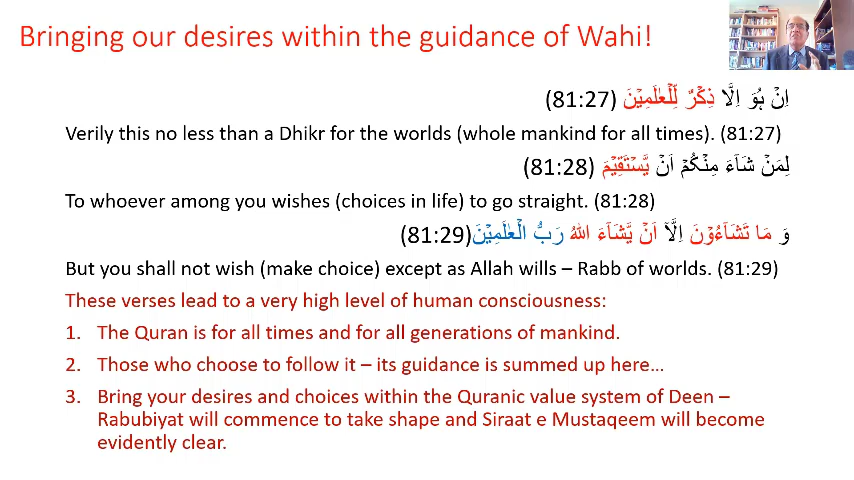 Bringing our desires within the guidance of Wahi!
اِنۡ ہُوَ اِلَّا ذِکۡرٌ لِّلۡعٰلَمِیۡنَ (81:27)
Verily this no less than a Dhikr for the worlds (whole mankind for all times). (81:27)
لِمَنۡ شَآءَ مِنۡکُمۡ اَنۡ یَّسۡتَقِیۡمَ (81:28)
To whoever among you wishes (choices in life) to go straight. (81:28)
وَ مَا تَشَآءُوۡنَ اِلَّاۤ اَنۡ یَّشَآءَ اللّٰہُ رَبُّ الۡعٰلَمِیۡنَ (81:29)
But you shall not wish (make choice) except as Allah wills – Rabb of worlds. (81:29)
These verses lead to a very high level of human consciousness:
1. The Quran is for all times and for all generations of mankind.
2. Those who choose to follow it – its guidance is summed up here…
3. Bring your desires and choices within the Quranic value system of Deen –
Rabubiyat will commence to take shape and Siraat e Mustaqeem will become
evidently clear.